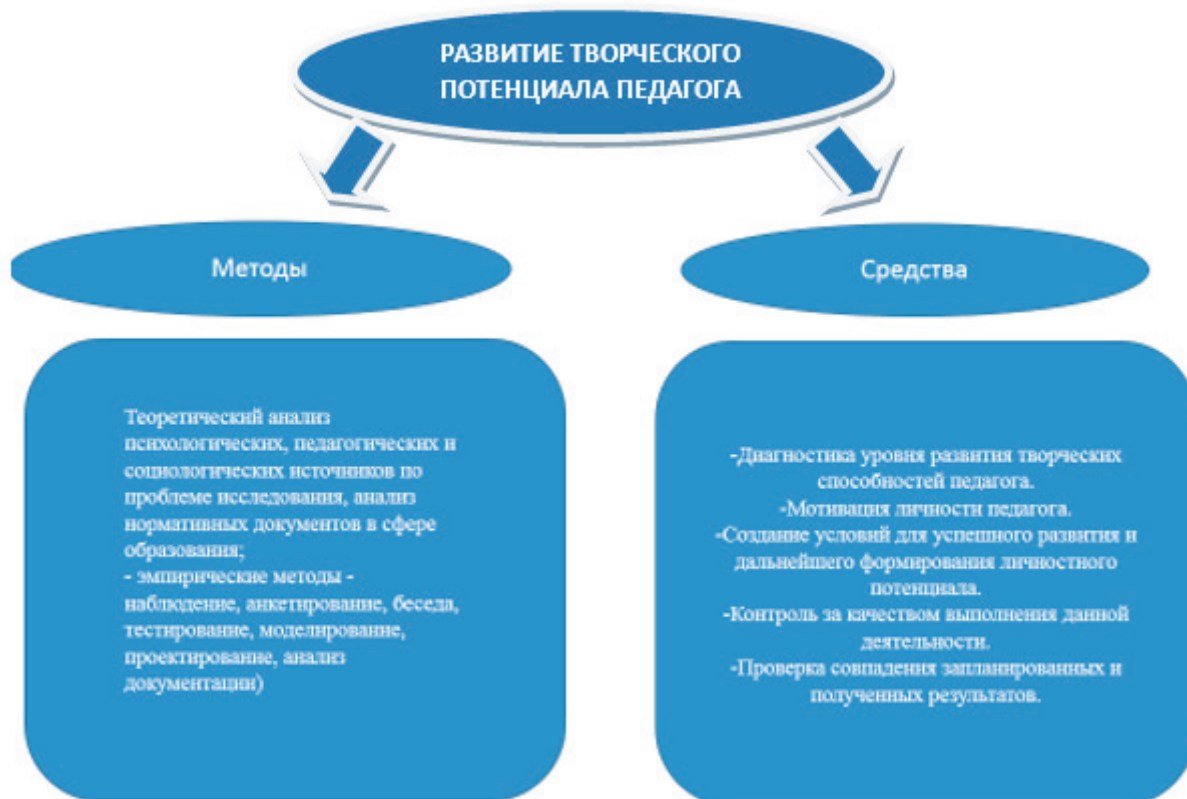 РАЗВИТИЕ ТВОРЧЕСКОГО
ПОТЕНЦИАЛА ПЕДАГОГА
Методы
Средства
Теоретический анализ
психологических, педагогических и
социологических источников по
проблеме исследования, анализ
нормативных документов в сфере
образования;
- эмпирические методы -
наблюдение, анкетирование, беседа,
тестирование, моделирование,
проектирование, анализ
документации)
-Диагностика уровня развития творческих
способностей педагога.
-Мотивация личности педагога.
-Создание условий для успешного развития и
дальнейшего формирования личностного
потенциала.
-Контроль за качеством выполнения данной
деятельности.
-Проверка совпадения запланированных и
полученных результатов.